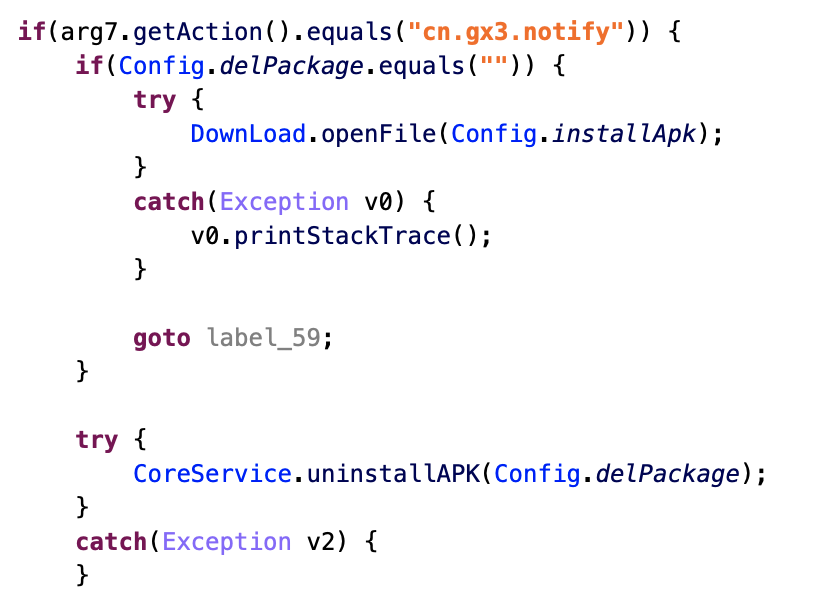 if(arg7.getAction().equals("cn.gx3.notify")) {
    if(Config.delPackage.equals("")) {
        try {
            DownLoad.openFile(Config.installApk);
        }
        catch(Exception v0) {
            v0.printStackTrace();
        }

        goto label_59;
    }

    try {
        CoreService.uninstallAPK(Config.delPackage);
    }
    catch(Exception v2) {
    }